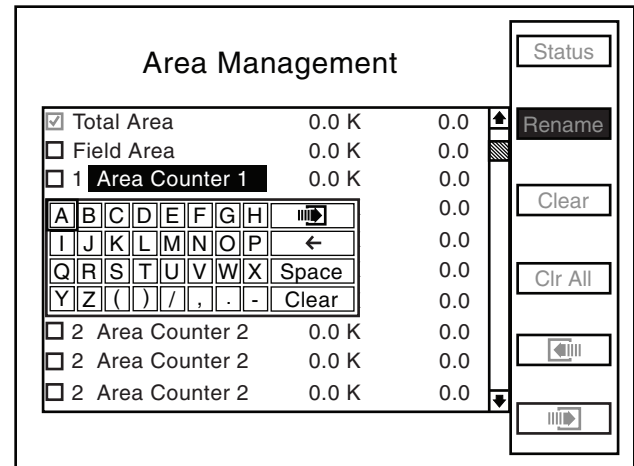 Area Management
Total Area 0.0 K 0.0
Field Area 0.0 K 0.0
1 Area Counter 1 0.0 K 0.0
A B C D E F G H 0.0
I J K L M N O P ← 0.0
Q R S T U V W X Space 0.0
Y Z ( ) / , . - Clear 0.0
2 Area Counter 2 0.0 K 0.0
2 Area Counter 2 0.0 K 0.0
2 Area Counter 2 0.0 K 0.0
Status
Rename
Clear
Clr All